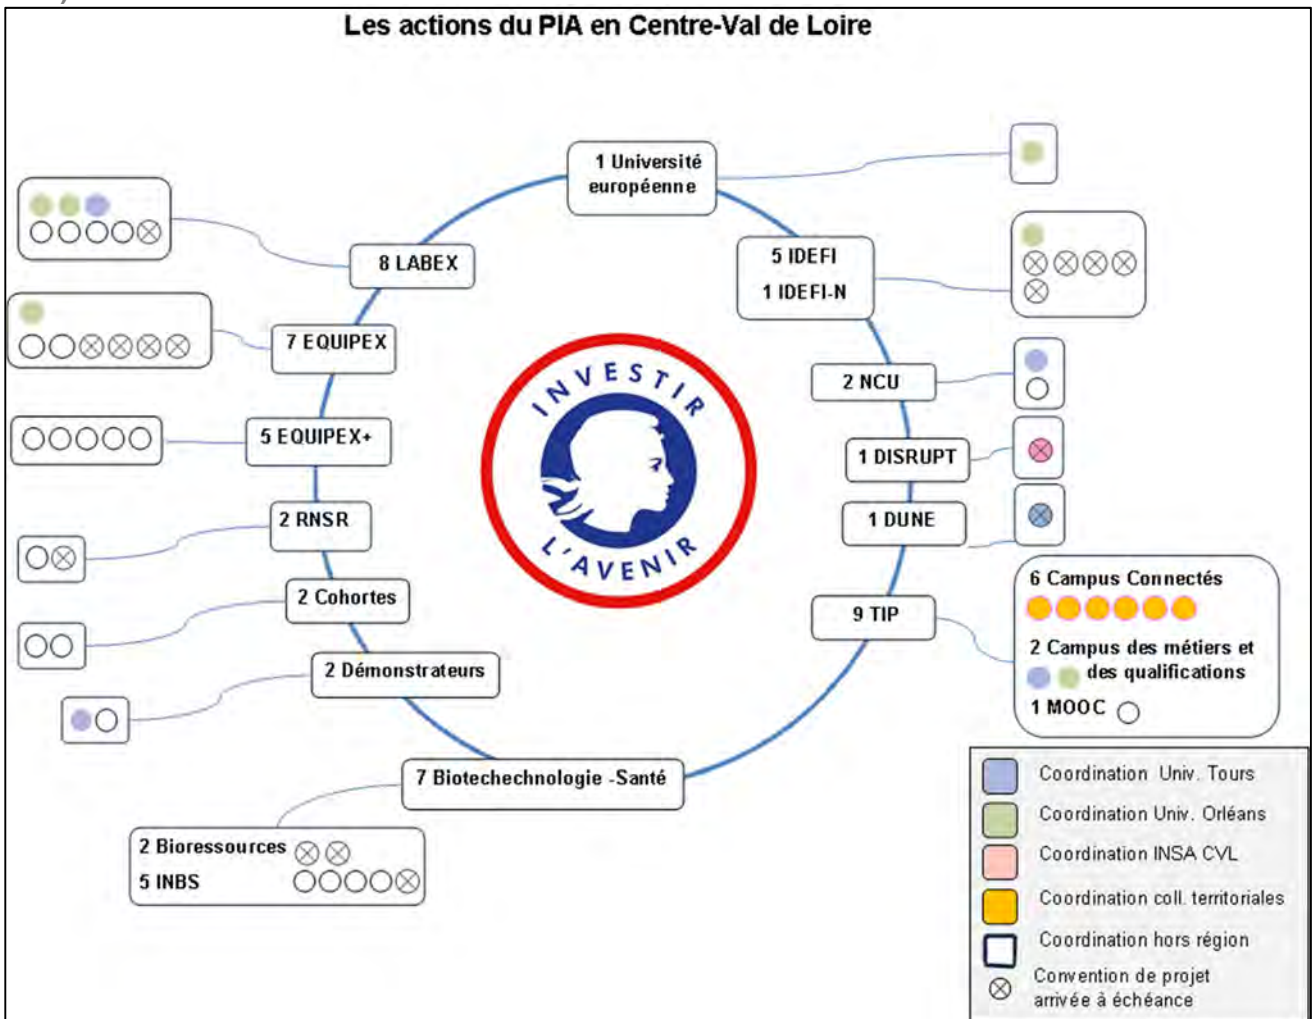 Les actions du PIA en Centre-Val de Loire
1 Université
européenne
8 LABEX
5 IDEFI
1 IDEFI-N
7 EQUIPEX
2 NCU
5 EQUIPEX+
1 DISRUPT
2 RNSR
1 DUNE
2 Cohortes
9 TIP
2 Démonstrateurs
7 Biotechechnologie -Santé
INVESTIR
L'AVENIR
6 Campus Connectés
2 Campus des métiers et
des qualifications
1 MOOC
2 Bioressources
5 INBS
Coordination Univ. Tours
Coordination Univ. Orléans
Coordination INSA CVL
Coordination coll. territoriales
Coordination hors région
Convention de projet
arrivée à échéance